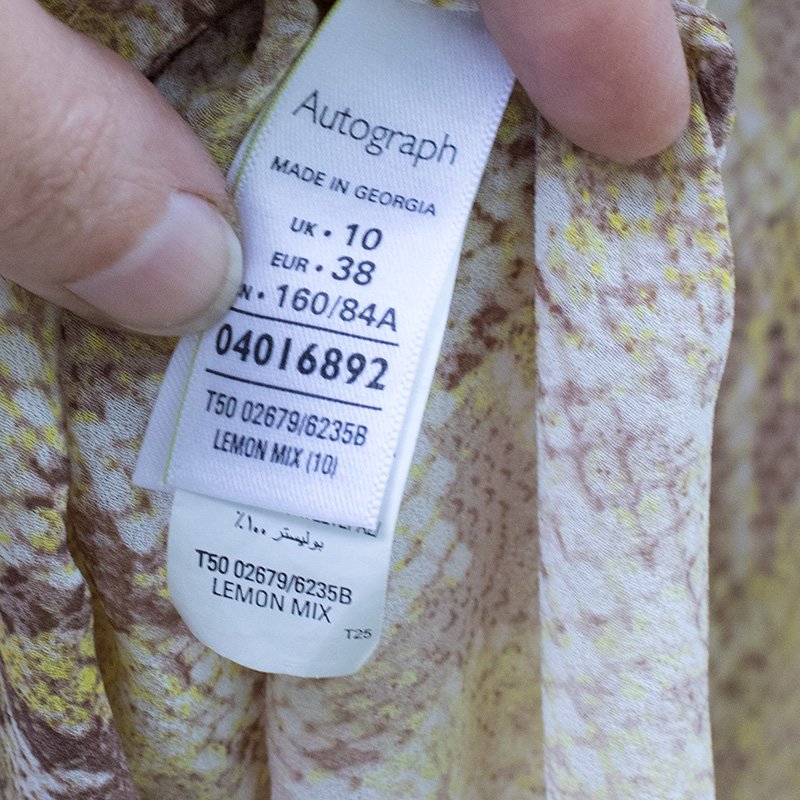 Autograph
MADE IN GEORGIA
UK • 10
EUR • 38
N • 160/84A
04016892
T50 02679/6235B
LEMON MIX (10)
بوليستر ١٠٠٪
T50 02679/6235B
LEMON MIX
T25